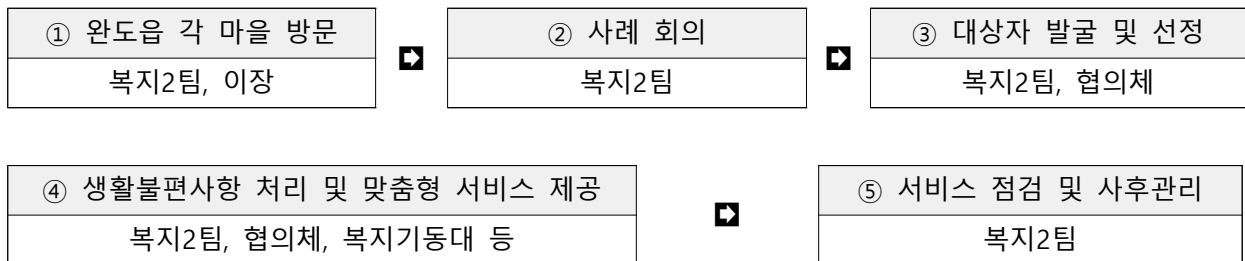 ① 완도읍 각 마을 방문
복지2팀, 이장
② 사례 회의
복지2팀
③ 대상자 발굴 및 선정
복지2팀, 협의체
④ 생활불편사항 처리 및 맞춤형 서비스 제공
복지2팀, 협의체, 복지기동대 등
⑤ 서비스 점검 및 사후관리
복지2팀